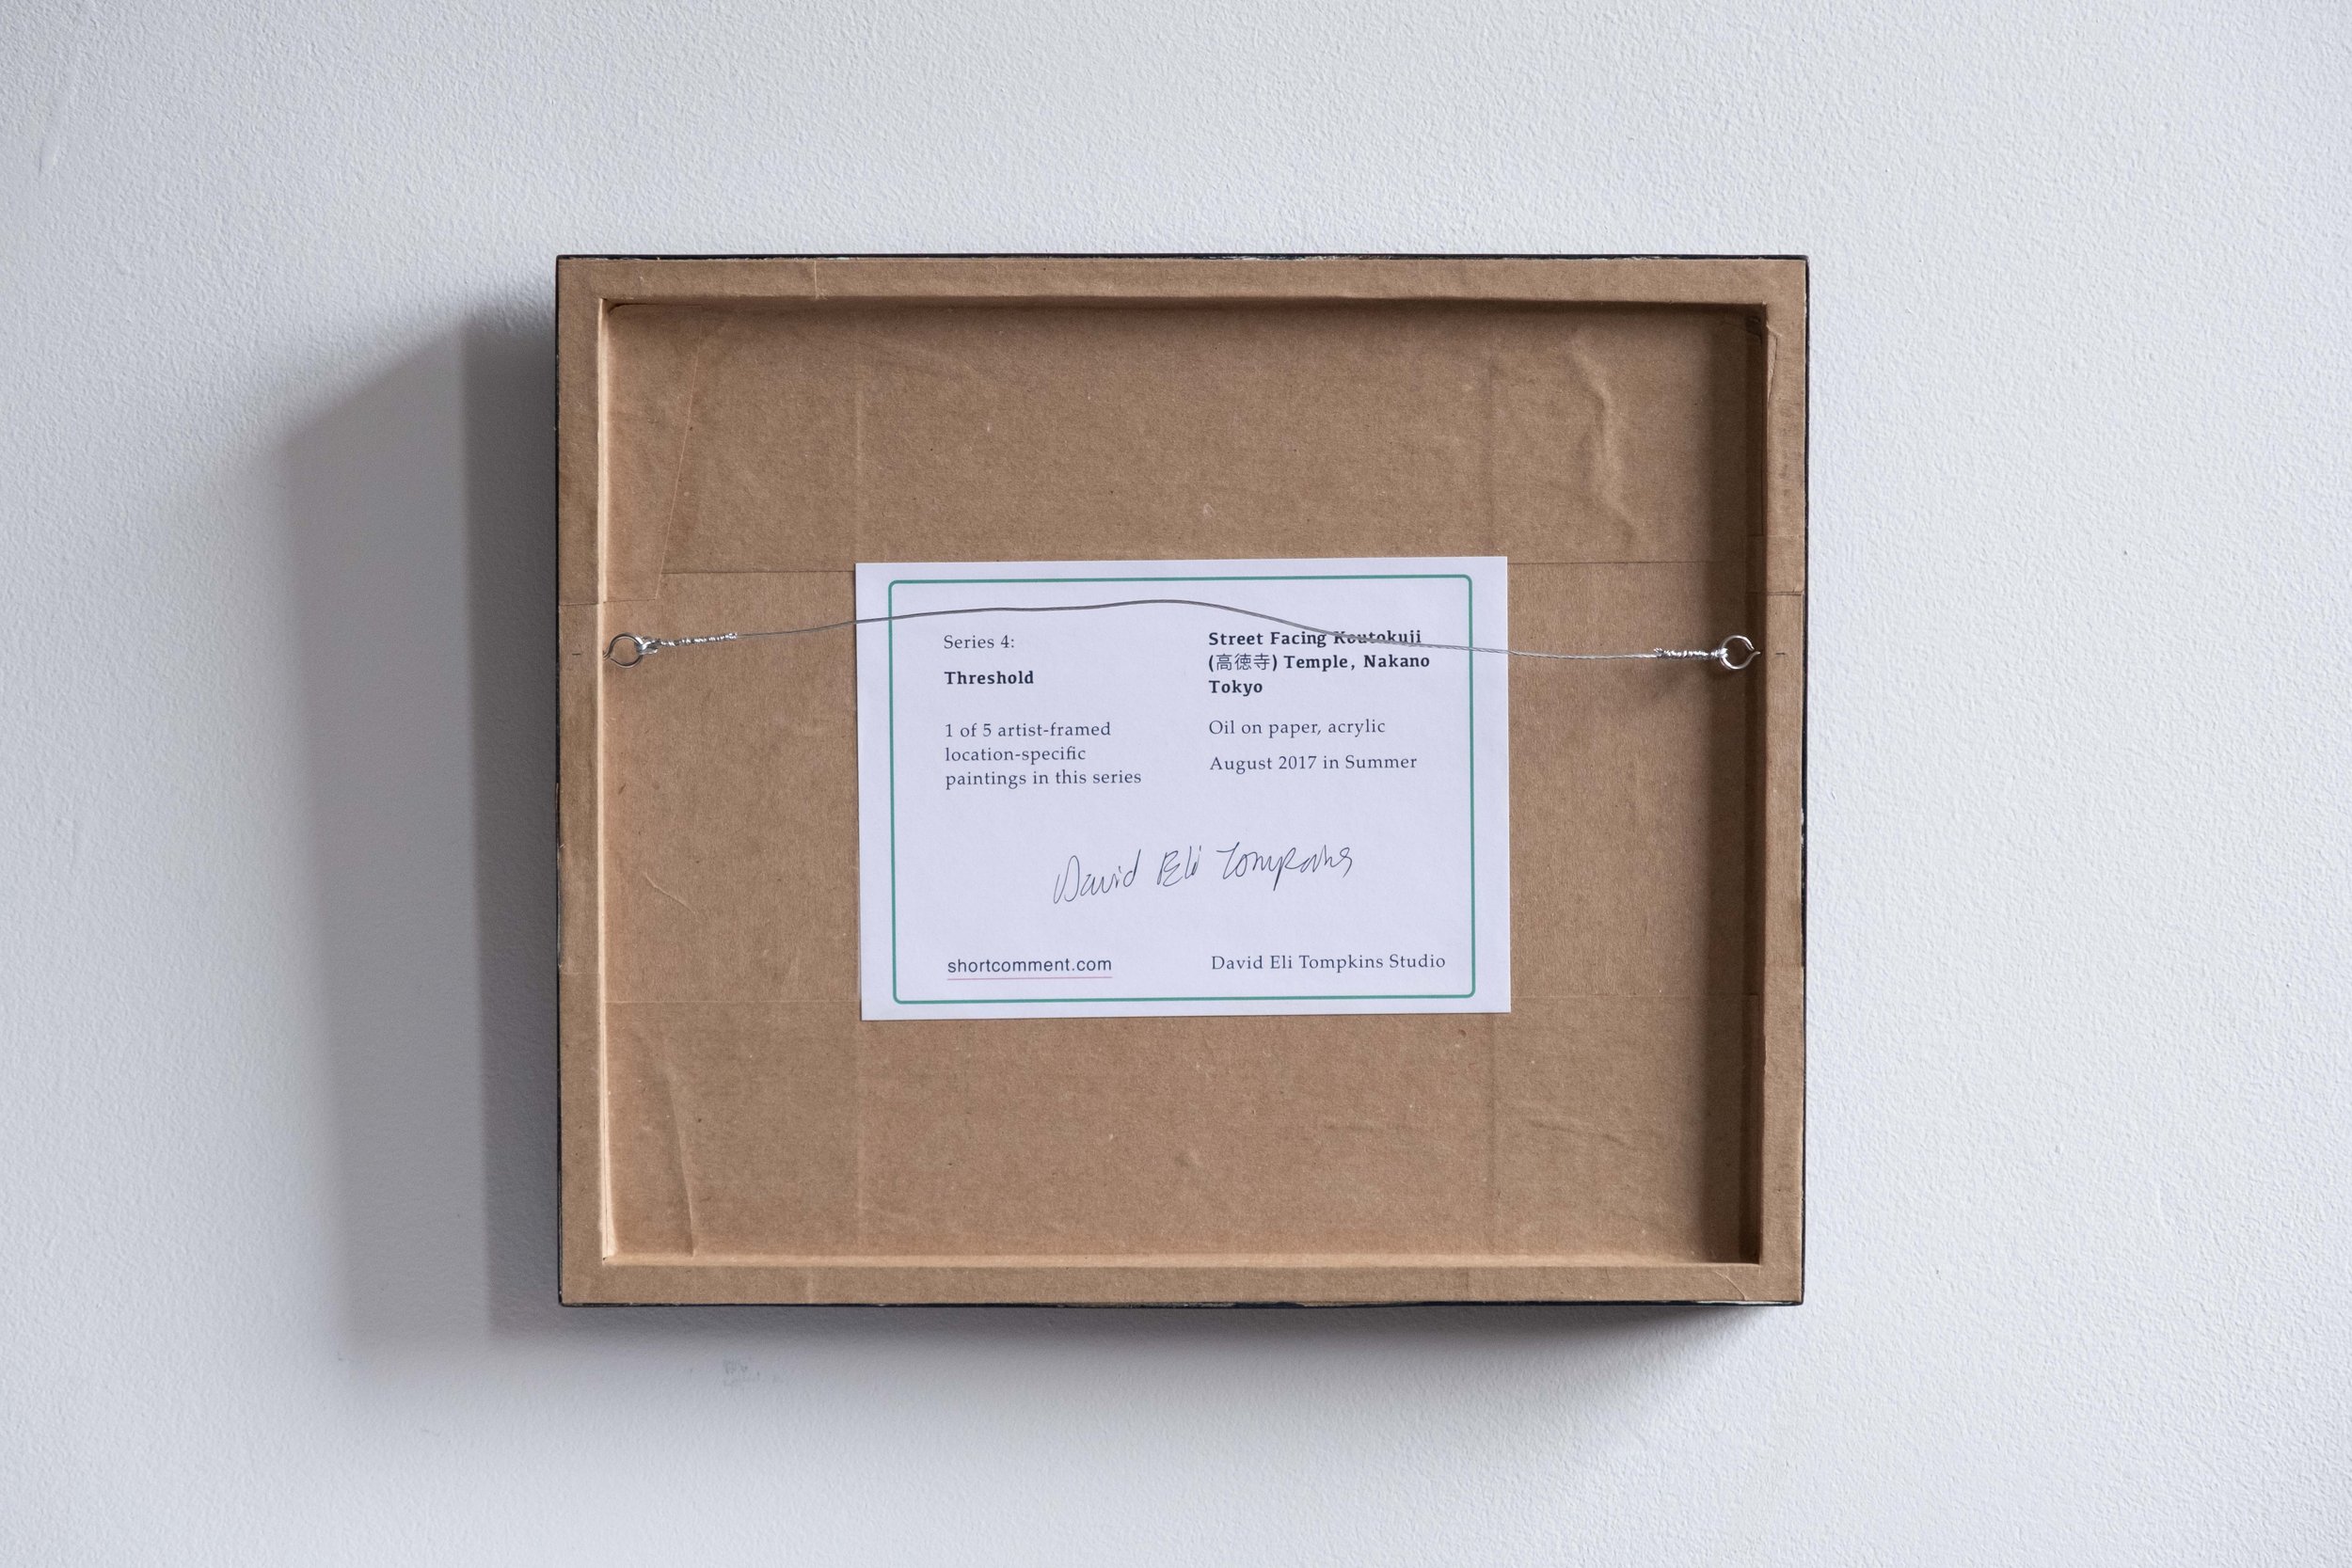 Series 4:
Threshold
1 of 5 artist-framed
location-specific
paintings in this series
Street Facing Koutokuji
(高徳寺) Temple, Nakano
Tokyo
Oil on paper, acrylic
August 2017 in Summer
David Eli Tompkins
shortcomment.com
David Eli Tompkins Studio